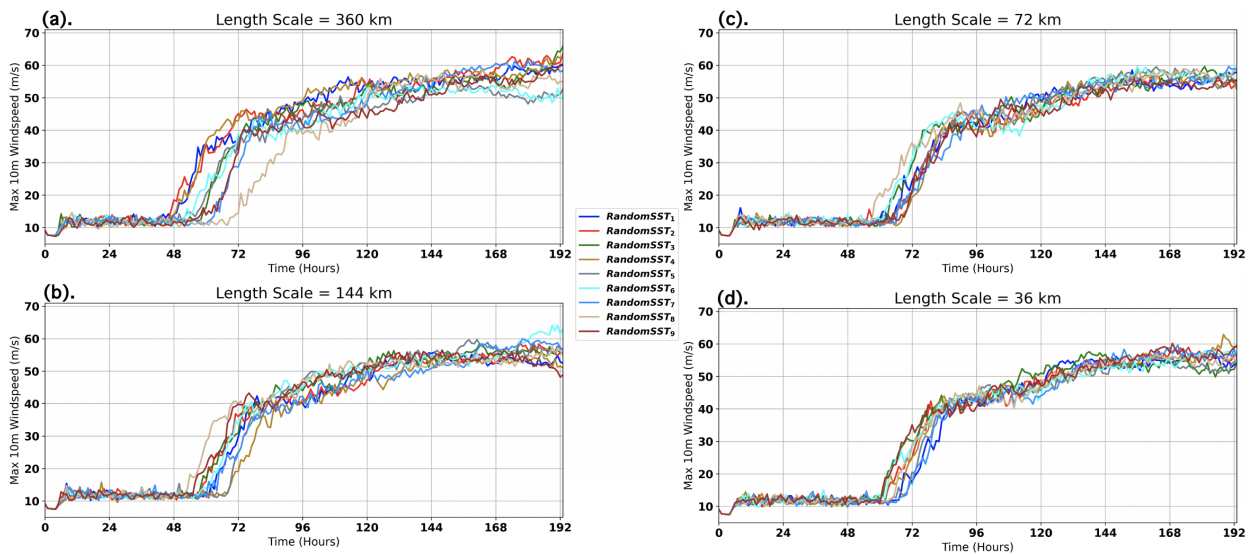 (a).
Length Scale = 360 km
70
60
50
40
30
20
10
Max 10m Windspeed (m/s)
0 24 48 72 96 120 144 168 192
Time (Hours)
(b).
Length Scale = 144 km
70
60
50
40
30
20
10
Max 10m Windspeed (m/s)
0 24 48 72 96 120 144 168 192
Time (Hours)
RandomSST1
RandomSST2
RandomSST3
RandomSST4
RandomSST5
RandomSST6
RandomSST7
RandomSST8
RandomSST9
(c).
Length Scale = 72 km
70
60
50
40
30
20
10
Max 10m Windspeed (m/s)
0 24 48 72 96 120 144 168 192
Time (Hours)
(d).
Length Scale = 36 km
70
60
50
40
30
20
10
Max 10m Windspeed (m/s)
0 24 48 72 96 120 144 168 192
Time (Hours)